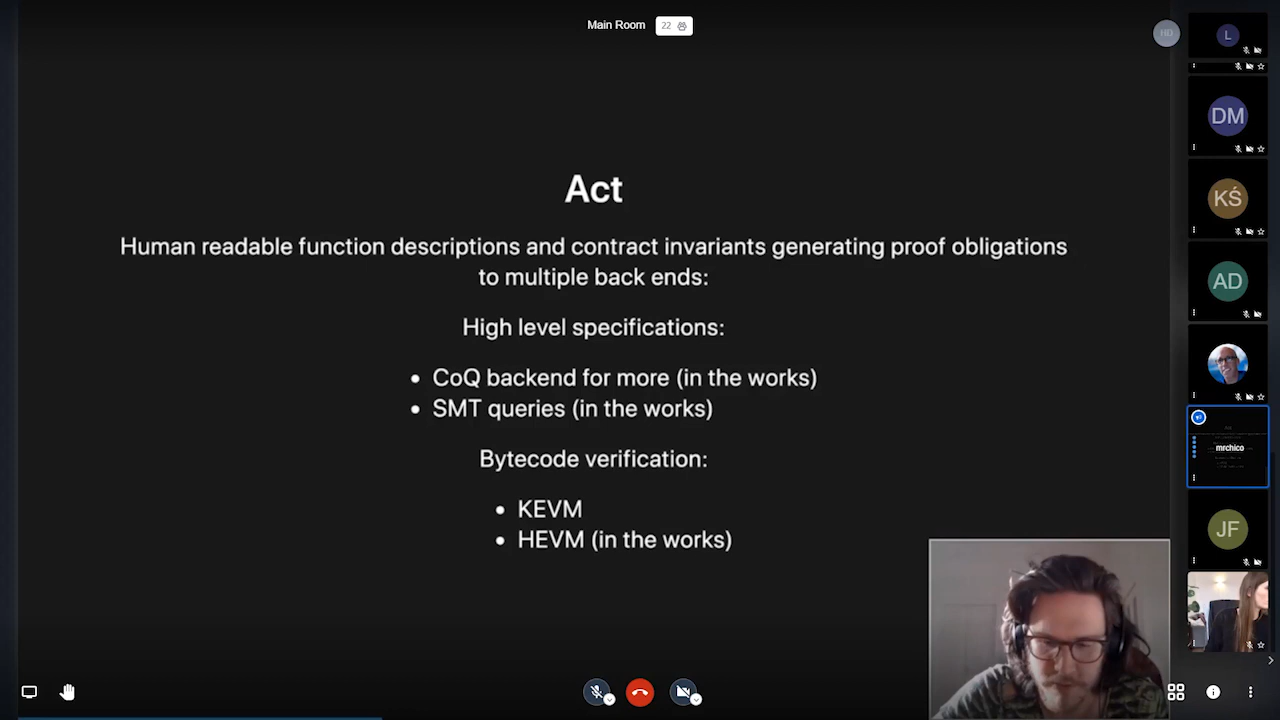 Main Room 22
HD
L
DM
KŚ
AD
mrchico
JF
Act
Human readable function descriptions and contract invariants generating proof obligations
to multiple back ends:
High level specifications:
• CoQ backend for more (in the works)
• SMT queries (in the works)
Bytecode verification:
• KEVM
• HEVM (in the works)